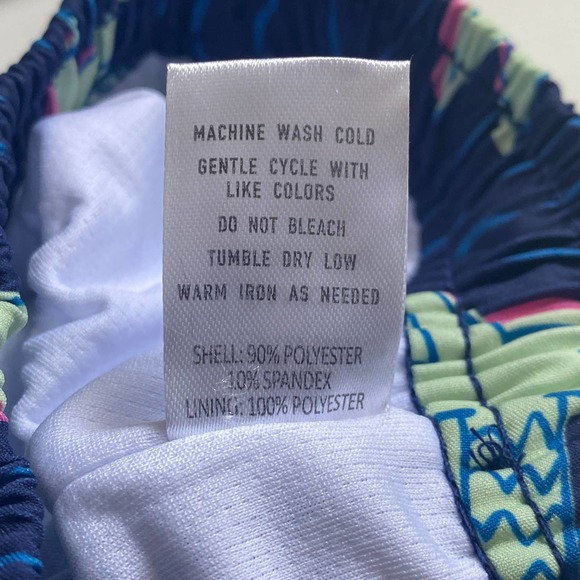 MACHINE WASH COLD
GENTLE CYCLE WITH
LIKE COLORS
DO NOT BLEACH
TUMBLE DRY LOW
WARM IRON AS NEEDED
SHELL: 90% POLYESTER
10% SPANDEX
LINING: 100% POLYESTER